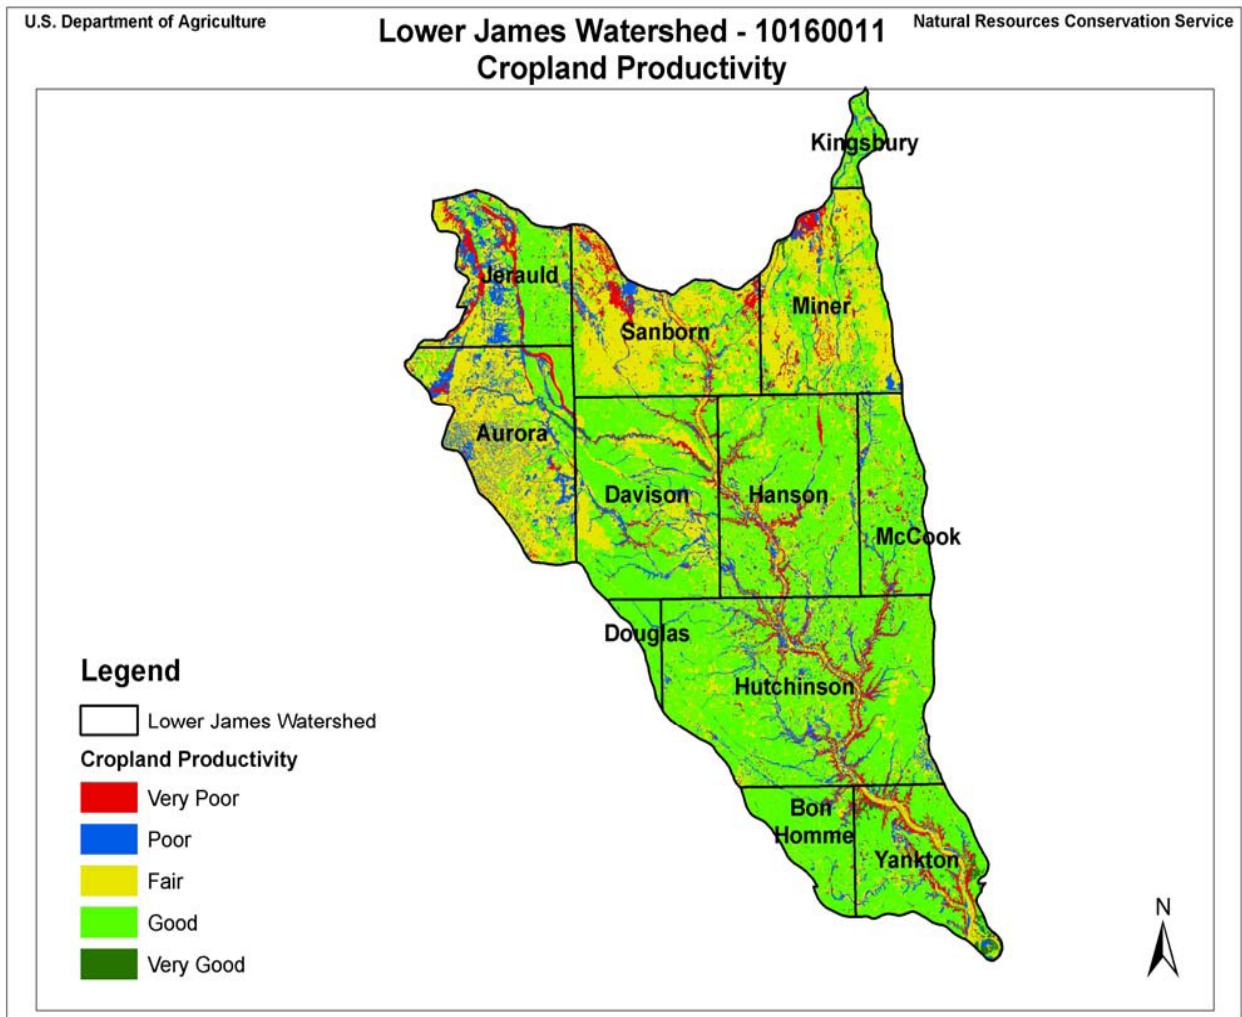 U.S. Department of Agriculture
Lower James Watershed - 10160011
Natural Resources Conservation Service
Cropland Productivity
Kingsbury
Jerauld
Miner
Sanborn
Aurora
Davison
Hanson
McCook
Douglas
Hutchinson
Bon
Homme
Yankton
Legend
Lower James Watershed
Cropland Productivity
Very Poor
Poor
Fair
Good
Very Good
N